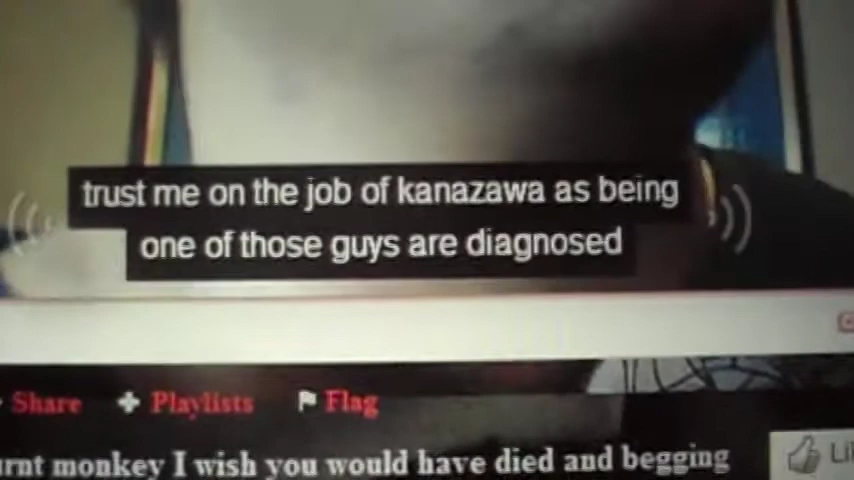 trust me on the job of kanazawa as being
one of those guys are diagnosed
Share Playlists Flag
monkey I wish you would have died and begging